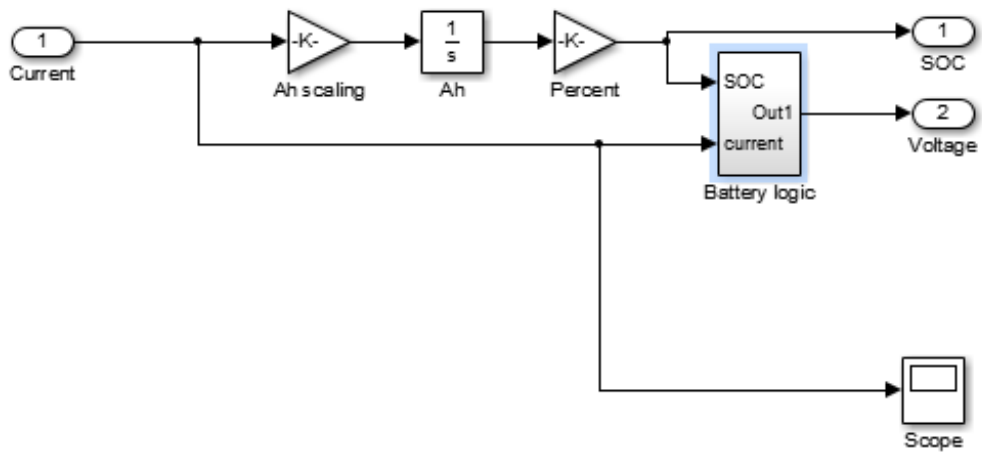 1
Current
-K-
Ah scaling
1
s
Ah
-K-
Percent
1
SOC
SOC
Out1
current
Battery logic
2
Voltage
Scope